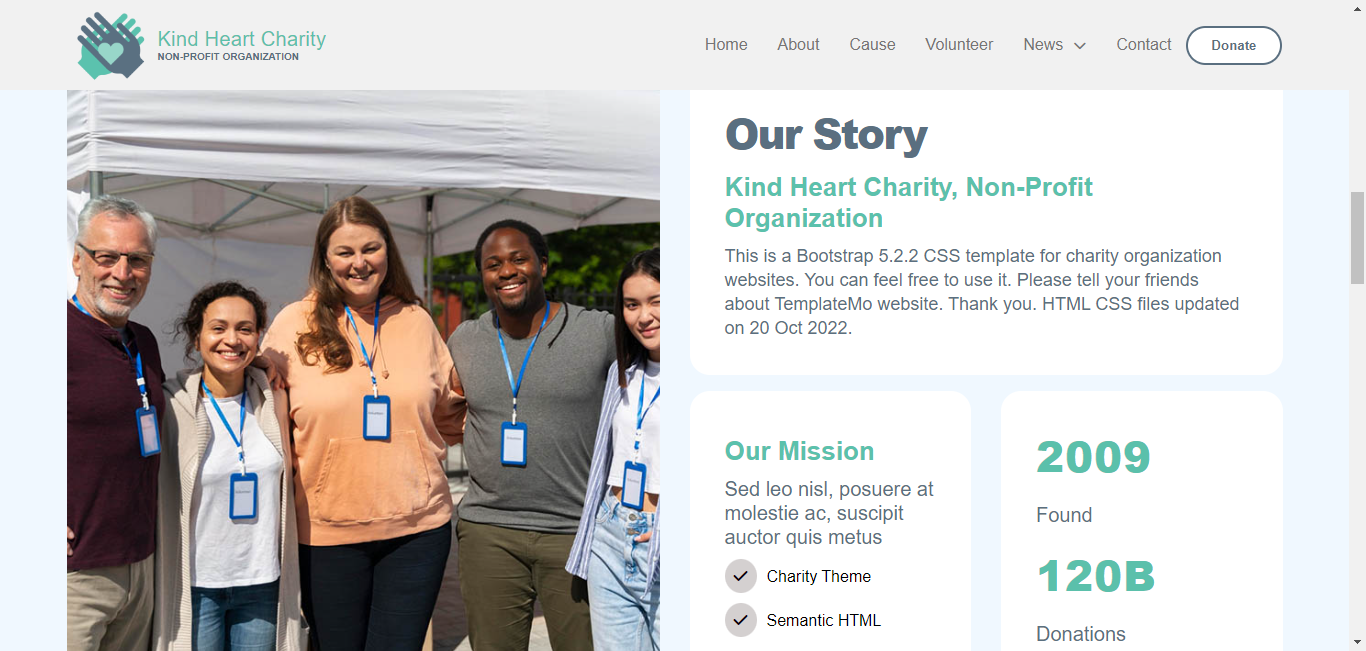 Kind Heart Charity
NON-PROFIT ORGANIZATION
Home
About
Cause
Volunteer
News
Contact
Donate
Our Story
Kind Heart Charity, Non-Profit
Organization
This is a Bootstrap 5.2.2 CSS template for charity organization
websites. You can feel free to use it. Please tell your friends
about TemplateMo website. Thank you. HTML CSS files updated
on 20 Oct 2022.
Our Mission
Sed leo nisl, posuere at
molestie ac, suscipit
auctor quis metus
Charity Theme
Semantic HTML
2009
Found
120B
Donations